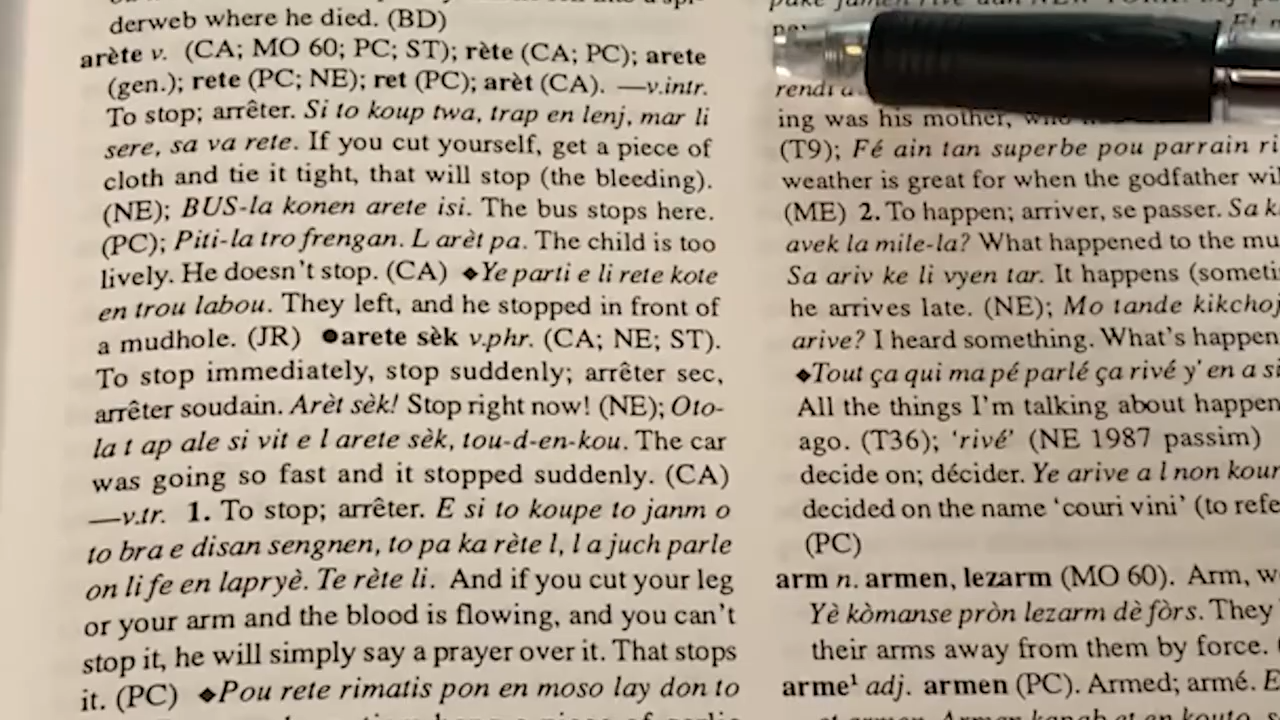 derweb where he died. (BD)
arète v. (CA; MO 60; PC; ST); rète (CA; PC); arete
(gen.); rete (PC; NE); ret (PC); arèt (CA). —v.intr.
To stop; arrêter. Si to koup twa, trap en lenj, mar li
sere, sa va rete. If you cut yourself, get a piece of
cloth and tie it tight, that will stop (the bleeding).
(NE); BUS-la konen arete isi. The bus stops here.
(PC); Piti-la tro frengan. L arèt pa. The child is too
lively. He doesn't stop. (CA) ◆Ye parti e li rete kote
en trou labou. They left, and he stopped in front of
a mudhole. (JR) ●arete sèk v.phr. (CA; NE; ST).
To stop immediately, stop suddenly; arrêter sec,
arrêter soudain. Arèt sèk! Stop right now! (NE); Oto-
la t ap ale si vit e l arete sèk, tou-d-en-kou. The car
was going so fast and it stopped suddenly. (CA)
—v.tr. 1. To stop; arrêter. E si to koupe to janm o
to bra e disan sengnen, to pa ka rète l, l a juch parle
on li fe en lapryè. Te rète li. And if you cut your leg
or your arm and the blood is flowing, and you can't
stop it, he will simply say a prayer over it. That stops
it. (PC) ◆Pou rete rimatis pon en moso lay don to
rendi
ing was his mother,
(T9); Fé ain tan superbe pou parrain
weather is great for when the godfather
(ME) 2. To happen; arriver, se passer. Sa
avek la mile-la? What happened to the
Sa ariv ke li vyen tar. It happens
he arrives late. (NE); Mo tande
arive? I heard something. What's
◆Tout ça qui ma pé parlé ça rivé y' en a
All the things I'm talking about
ago. (T36); 'rivé' (NE 1987 passim)
decide on; décider. Ye arive a l non
decided on the name 'couri vini' (to
(PC)
arm n. armen, lezarm (MO 60). Arm,
Yè kòmanse pròn lezarm dè fòrs. They
their arms away from them by force.
arme¹ adj. armen (PC). Armed; armé.